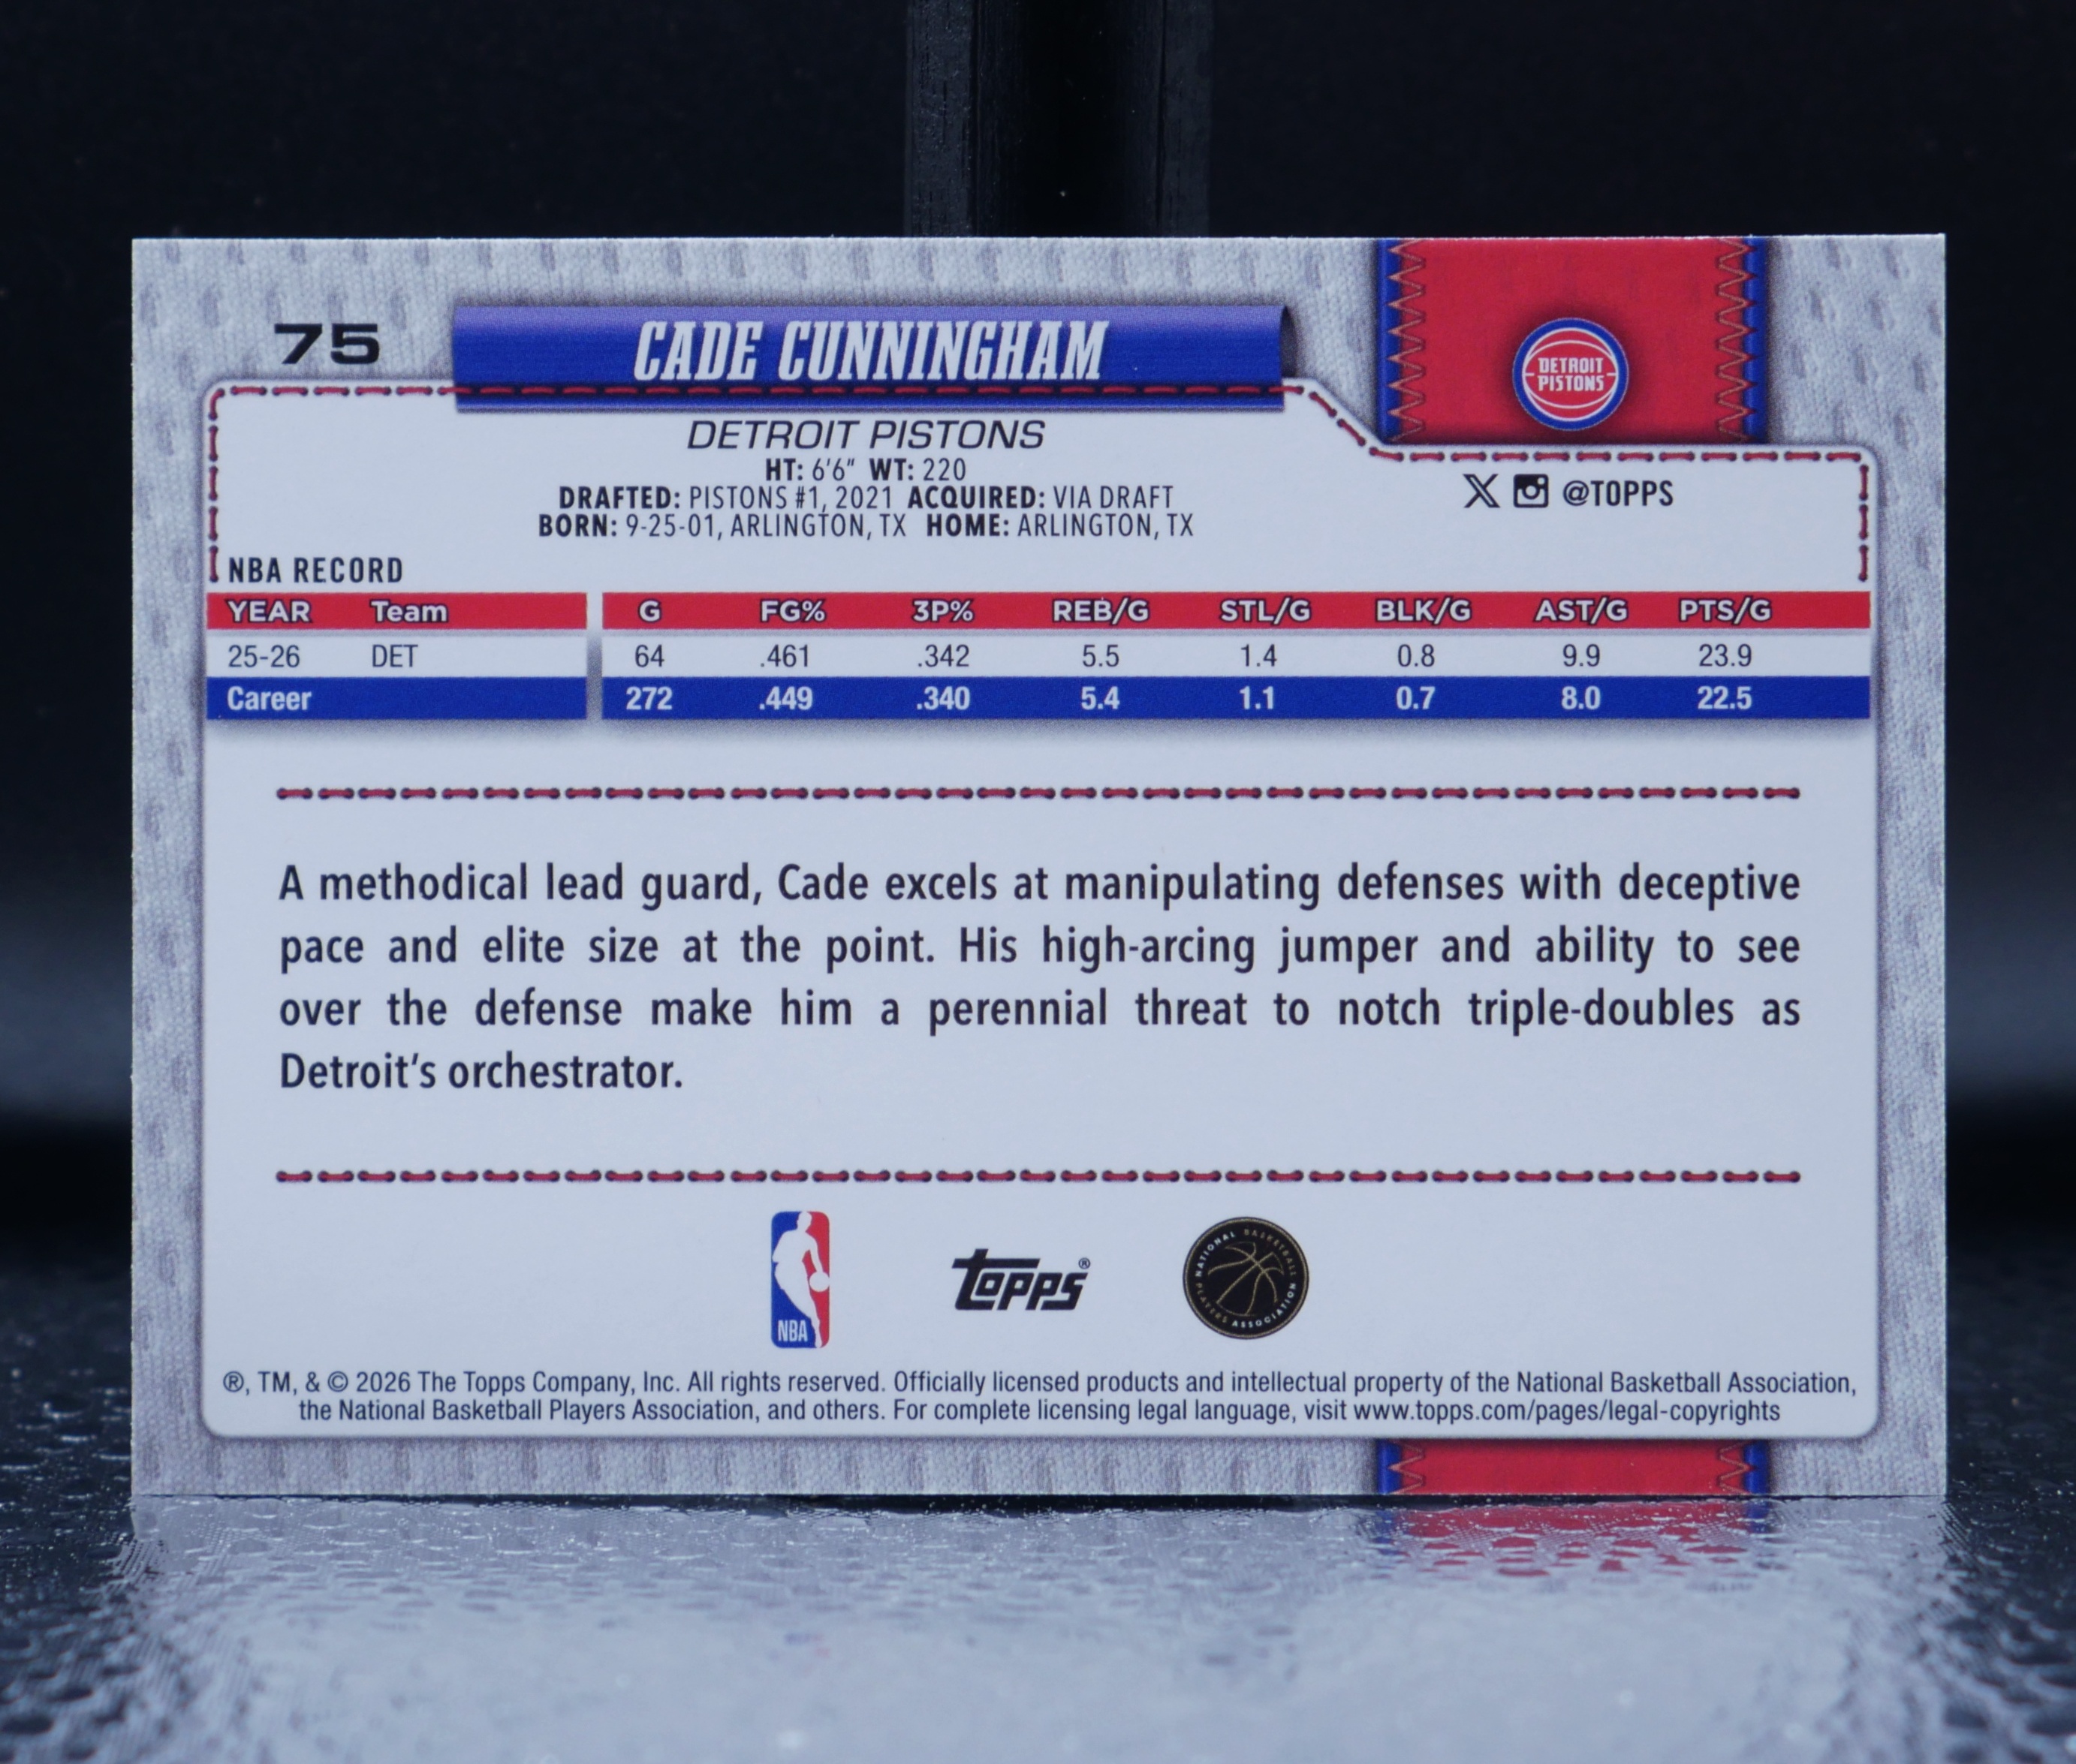 75
CADE CUNNINGHAM
DETROIT
PISTONS
DETROIT PISTONS
HT: 6'6" WT: 220
DRAFTED: PISTONS #1, 2021 ACQUIRED: VIA DRAFT
BORN: 9-25-01, ARLINGTON, TX HOME: ARLINGTON, TX
X @TOPPS
NBA RECORD
YEAR Team G FG% 3P% REB/G STL/G BLK/G AST/G PTS/G
25-26 DET 64 .461 .342 5.5 1.4 0.8 9.9 23.9
Career 272 .449 .340 5.4 1.1 0.7 8.0 22.5
A methodical lead guard, Cade excels at manipulating defenses with deceptive
pace and elite size at the point. His high-arcing jumper and ability to see
over the defense make him a perennial threat to notch triple-doubles as
Detroit's orchestrator.
NBA
Topps®
NATIONAL BASKETBALL
PLAYERS ASSOCIATION
®, TM, & © 2026 The Topps Company, Inc. All rights reserved. Officially licensed products and intellectual property of the National Basketball Association,
the National Basketball Players Association, and others. For complete licensing legal language, visit www.topps.com/pages/legal-copyrights